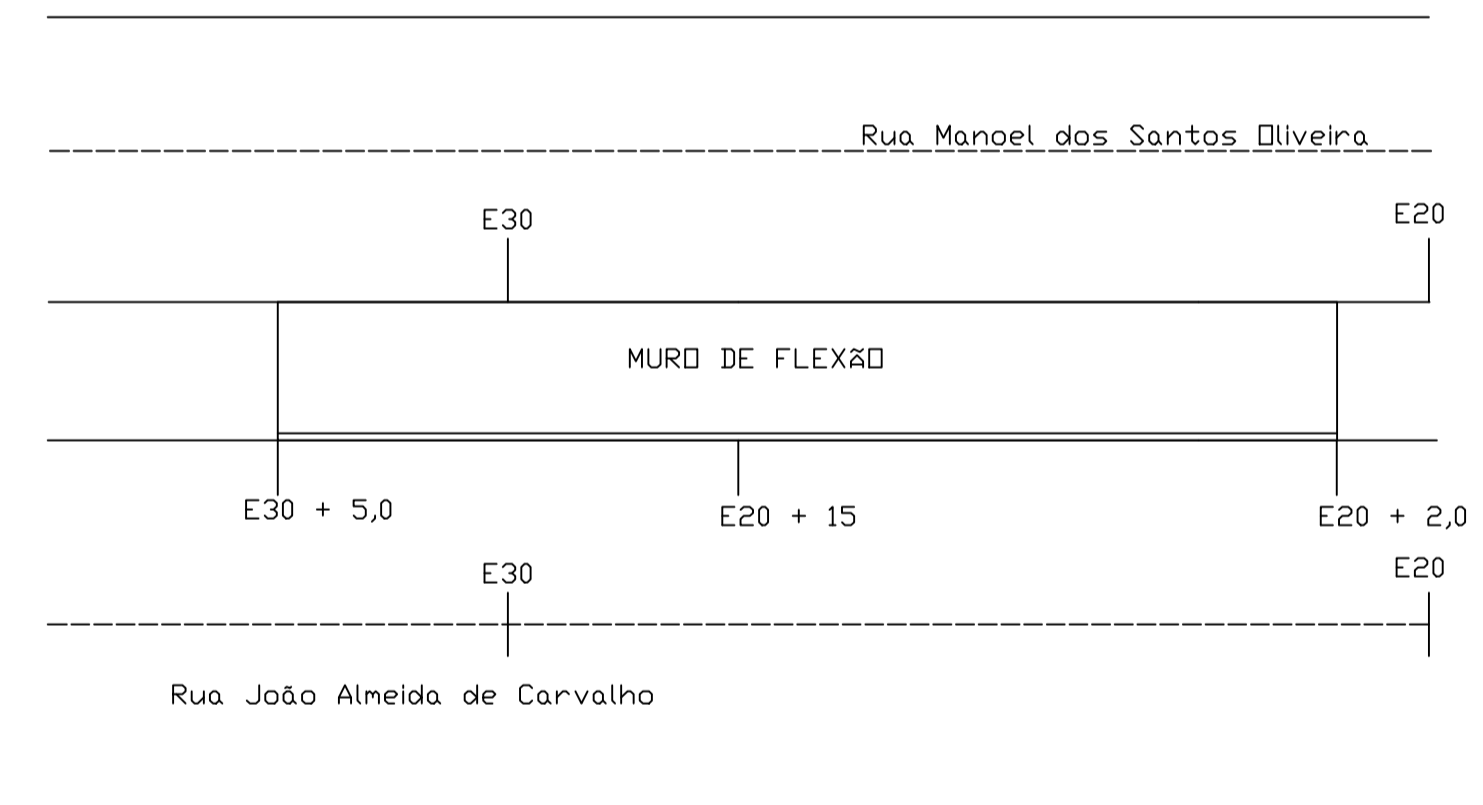 Rua Manoel dos Santos Oliveira
E30 E20
MURO DE FLEXÃO
E30 + 5,0 E20 + 15 E20 + 2,0
E30 E20
Rua João Almeida de Carvalho